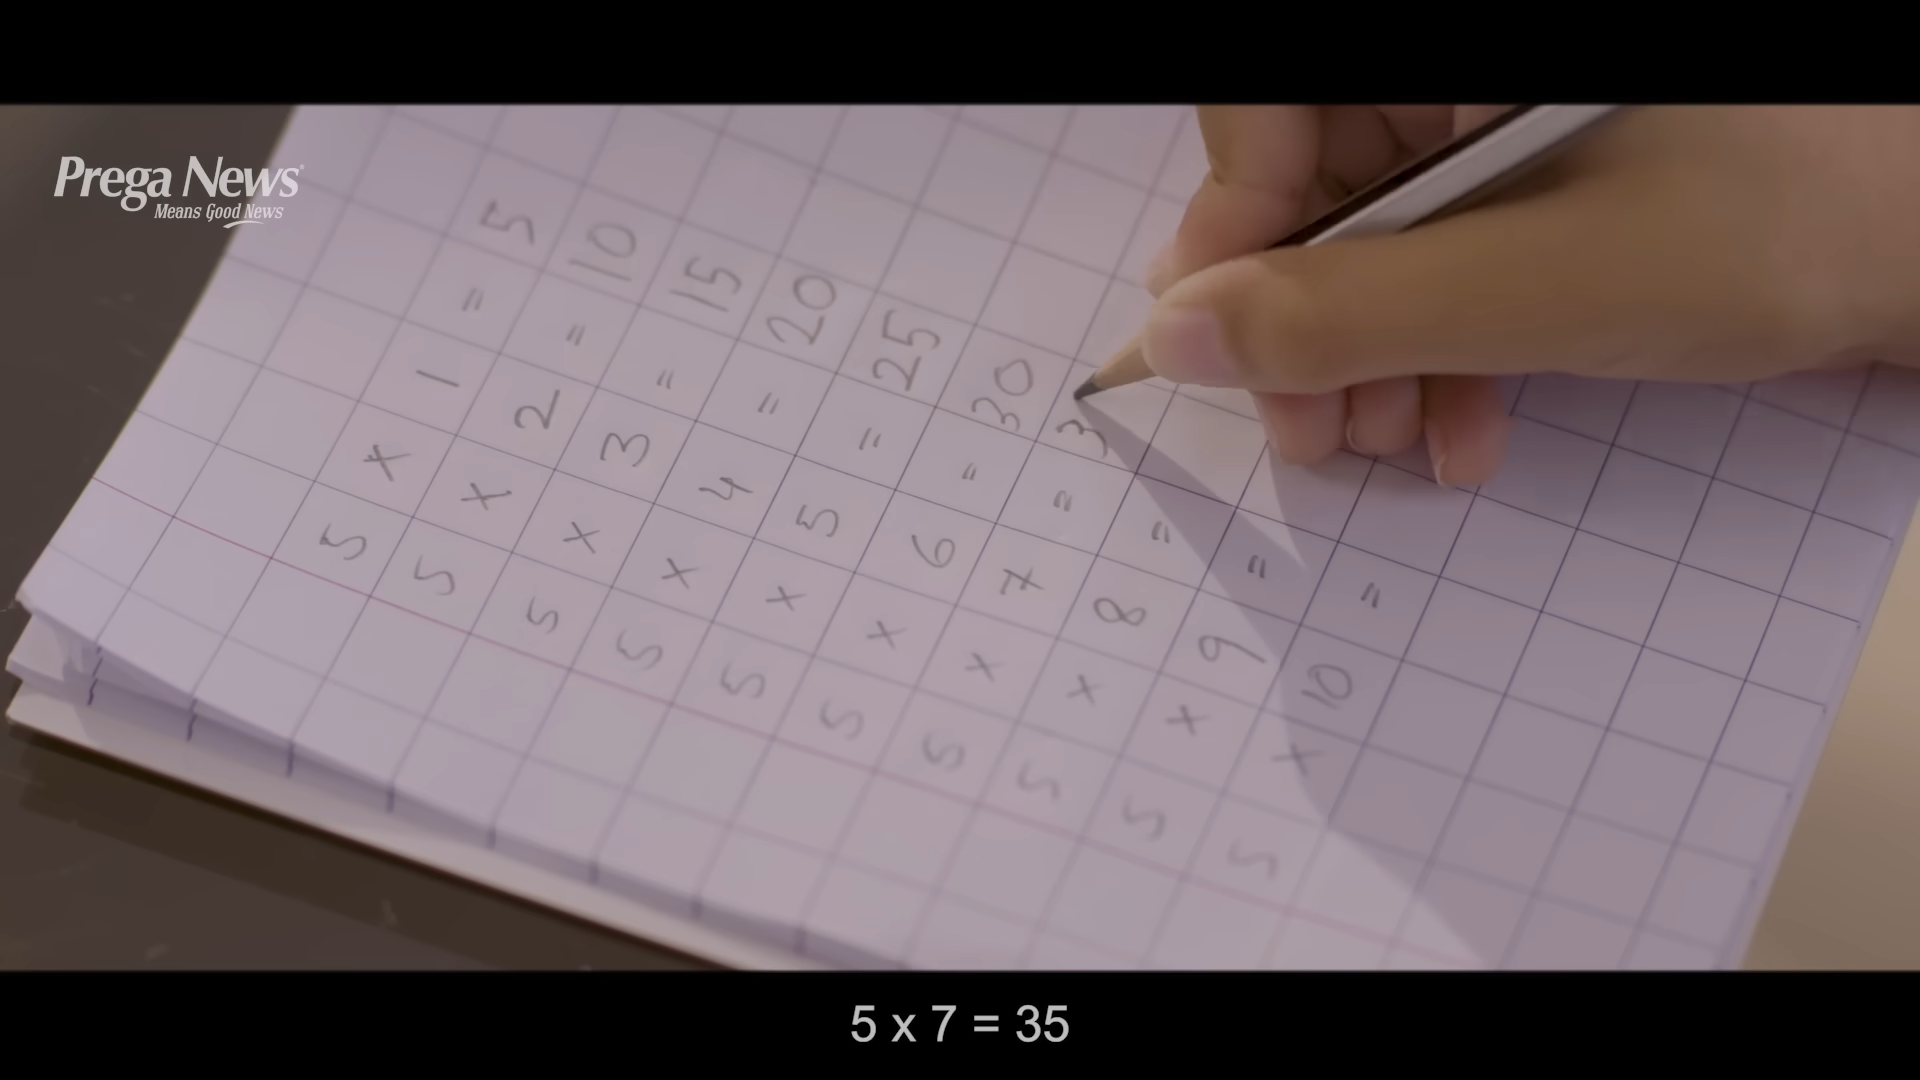 Prega News
Means Good News
5 x 1 = 5
5 x 2 = 10
5 x 3 = 15
5 x 4 = 20
5 x 5 = 25
5 x 6 = 30
5 x 7 = 3
5 x 8 =
5 x 9 =
5 x 10 =
5 x 7 = 35